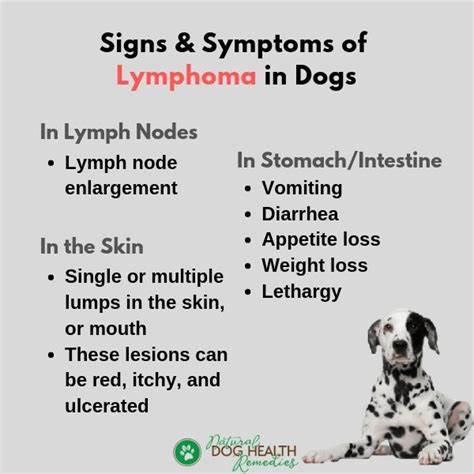 Signs & Symptoms of
Lymphoma in Dogs
In Lymph Nodes
• Lymph node
enlargement
In the Skin
• Single or multiple
lumps in the skin,
or mouth
• These lesions can
be red, itchy, and
ulcerated
In Stomach/Intestine
• Vomiting
• Diarrhea
• Appetite loss
• Weight loss
• Lethargy
Natural
DOG HEALTH
Remedies